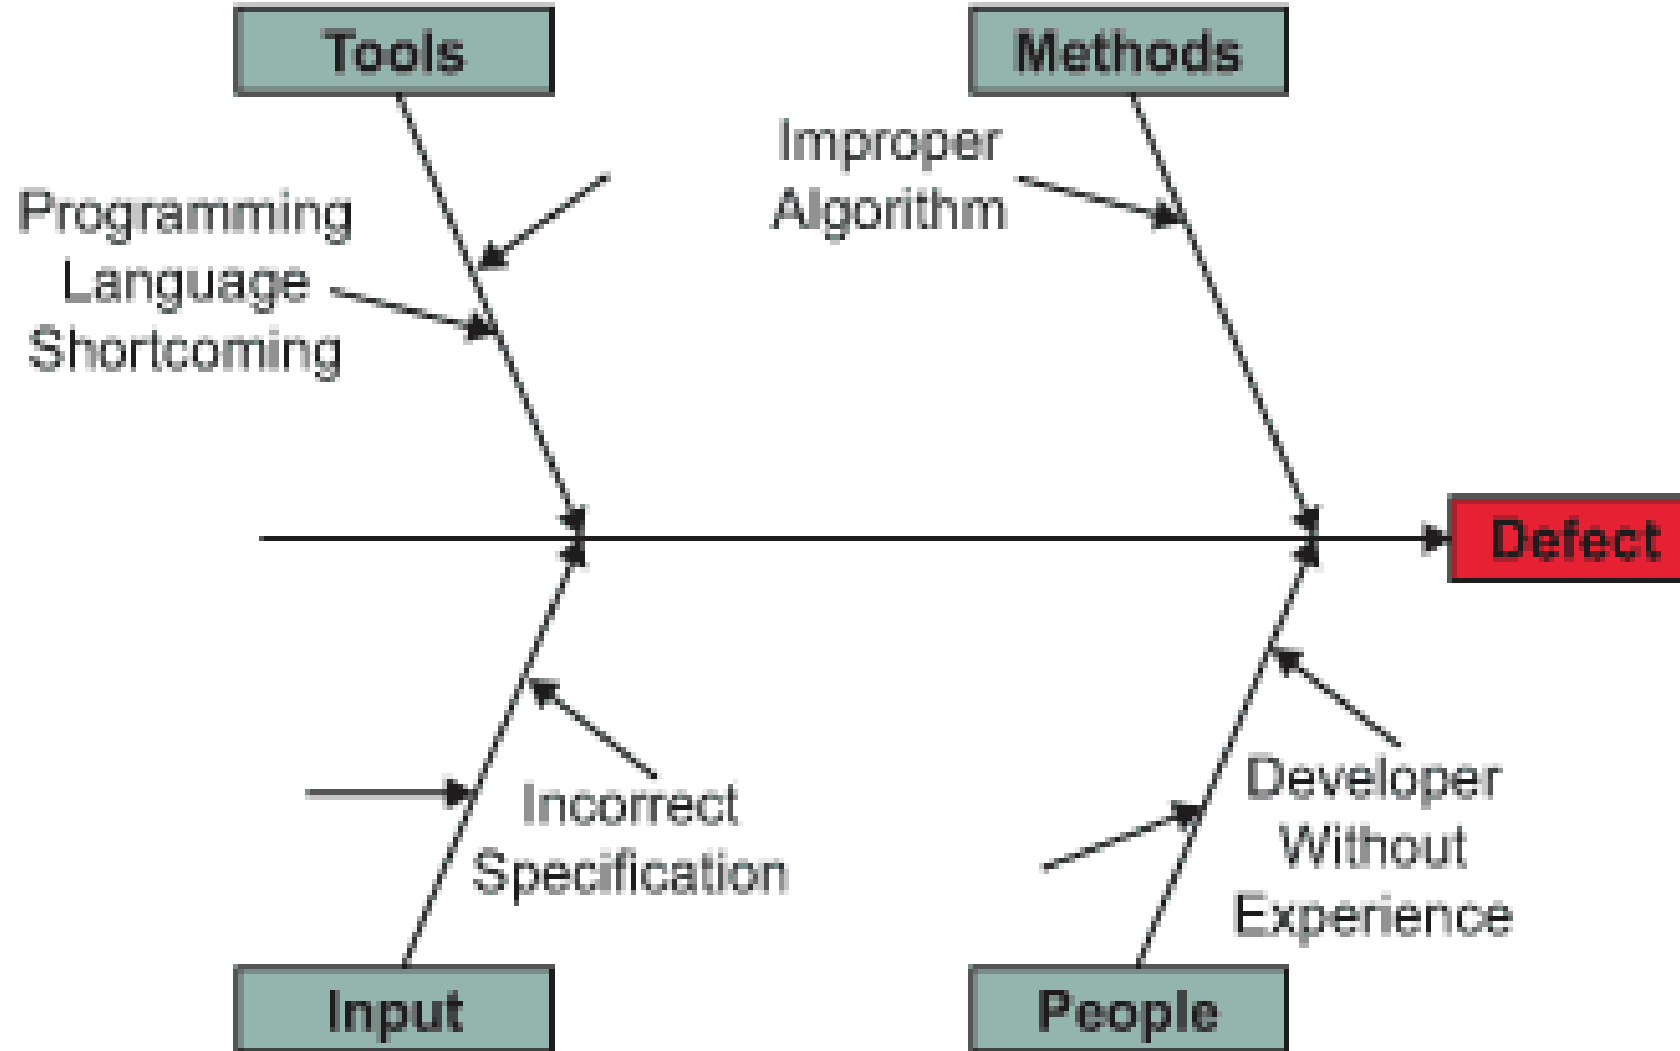 Tools
Methods
Improper
Algorithm
Programming
Language
Shortcoming
Defect
Incorrect
Specification
Developer
Without
Experience
Input
People